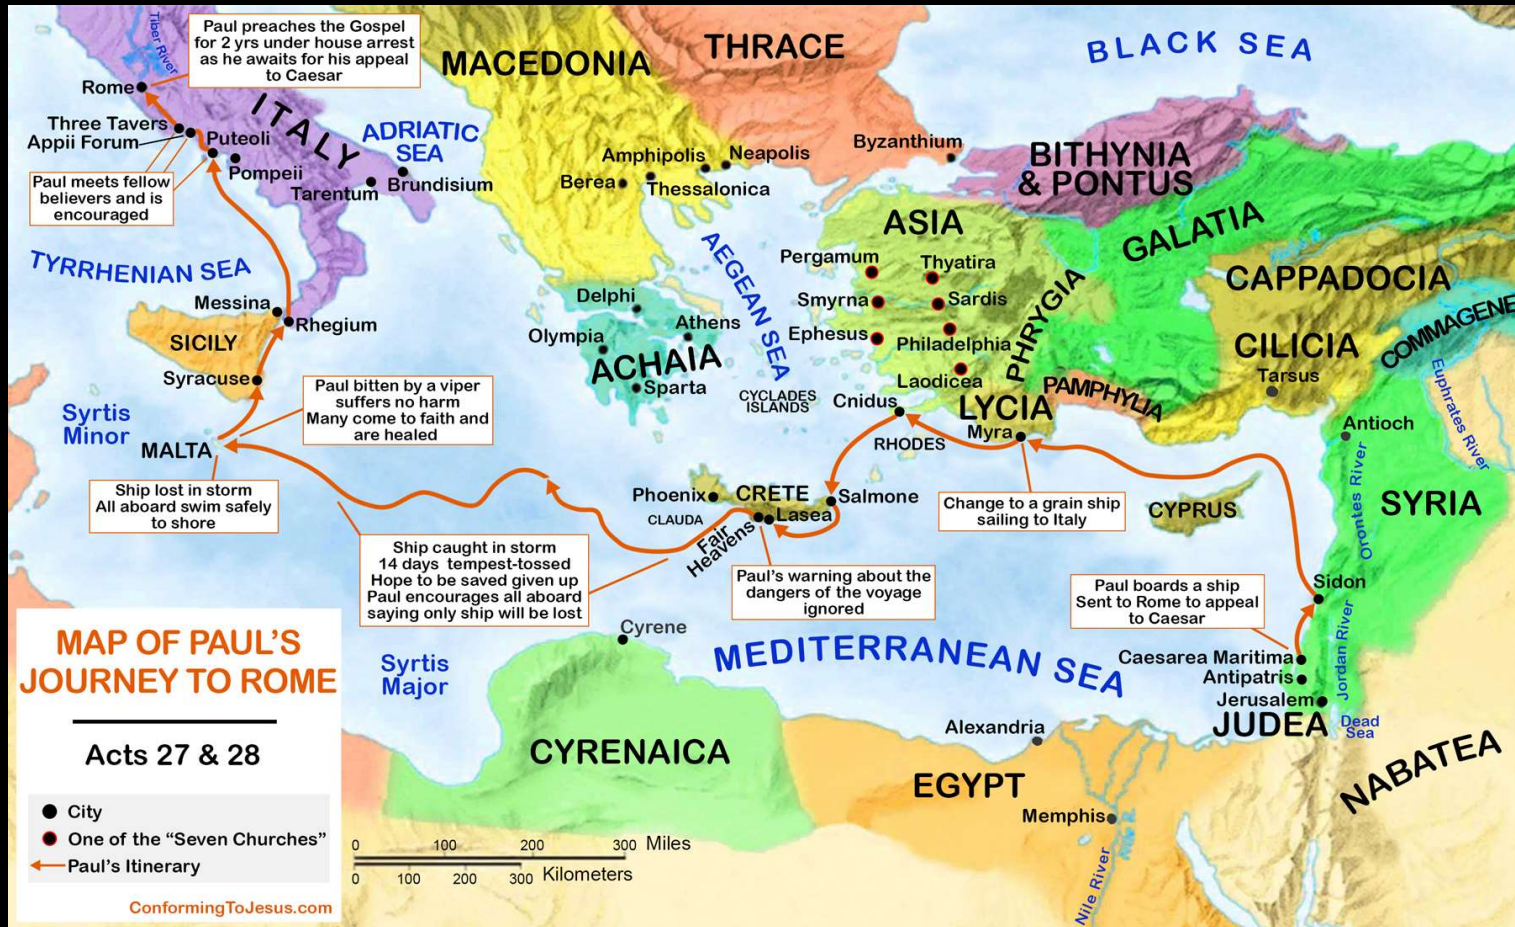 Paul preaches the Gospel
for 2 yrs under house arrest
as he awaits for his appeal
to Caesar
Tiber River
Rome
Three Tavers
Appii Forum
Puteoli
Pompeii
ITALY
ADRIATIC
SEA
Tarentum
Brundisium
Paul meets fellow
believers and is
encouraged
TYRRHENIAN SEA
Messina
Rhegium
SICILY
Syracuse
Syrtis
Minor
MALTA
Paul bitten by a viper
suffers no harm
Many come to faith and
are healed
Ship lost in storm
All aboard swim safely
to shore
MACEDONIA
THRACE
BLACK SEA
Byzanthium
Amphipolis
Neapolis
Berea
Thessalonica
BITHYNIA
& PONTUS
ASIA
GALATIA
CAPPADOCIA
COMMAGENE
Pergamum
Thyatira
Smyrna
Sardis
Ephesus
Philadelphia
Laodicea
PHRYGIA
AEGEAN SEA
Delphi
Olympia
Athens
ACHAIA
Sparta
CYCLADES
ISLANDS
Cnidus
LYCIA
PAMPHYLIA
CILICIA
Tarsus
Euphrates River
Myra
RHODES
Antioch
Orontes River
SYRIA
CYPRUS
Change to a grain ship
sailing to Italy
Phoenix
CRETE
Salmone
CLAUDA
Lasea
Fair
Heavens
Ship caught in storm
14 days tempest-tossed
Hope to be saved given up
Paul encourages all aboard
saying only ship will be lost
Paul's warning about the
dangers of the voyage
ignored
Paul boards a ship
Sent to Rome to appeal
to Caesar
Sidon
Jordan River
Caesarea Maritima
Antipatris
Jerusalem
JUDEA
Dead
Sea
NABATEA
Cyrene
Syrtis
Major
MEDITERRANEAN SEA
CYRENAICA
Alexandria
EGYPT
Memphis
Nile R.
Nile River
MAP OF PAUL'S
JOURNEY TO ROME
Acts 27 & 28
City
One of the “Seven Churches”
Paul's Itinerary
ConformingToJesus.com
0 100 200 300 Miles
0 100 200 300 Kilometers